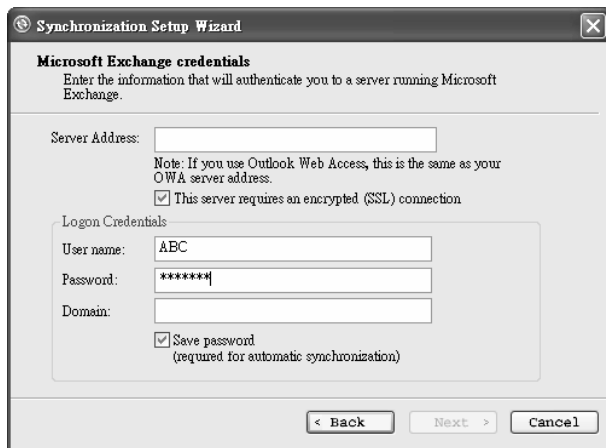 Synchronization Setup Wizard
Microsoft Exchange credentials
Enter the information that will authenticate you to a server running Microsoft
Exchange.
Server Address:
Note: If you use Outlook Web Access, this is the same as your
OWA server address.
This server requires an encrypted (SSL) connection
Logon Credentials
User name: ABC
Password: *******
Domain:
Save password
(required for automatic synchronization)
< Back Next > Cancel